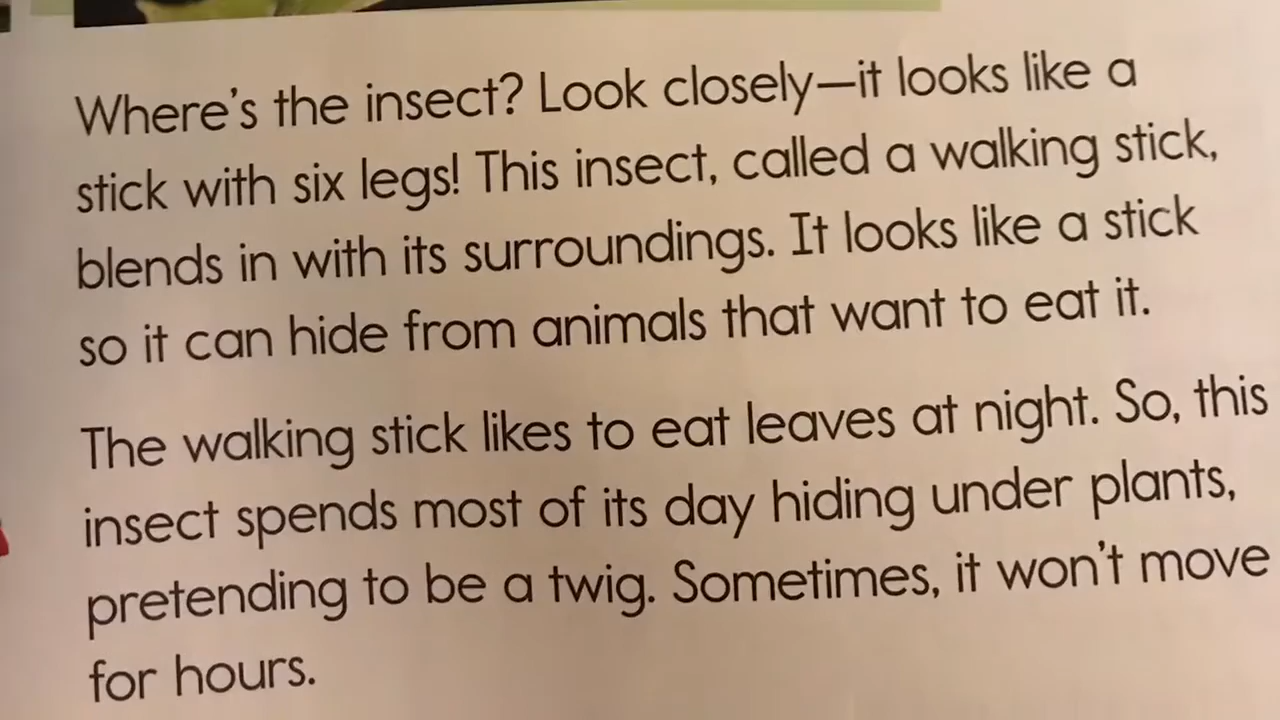 Where's the insect? Look closely—it looks like a
stick with six legs! This insect, called a walking stick,
blends in with its surroundings. It looks like a stick
so it can hide from animals that want to eat it.
The walking stick likes to eat leaves at night. So, this
insect spends most of its day hiding under plants,
pretending to be a twig. Sometimes, it won't move
for hours.